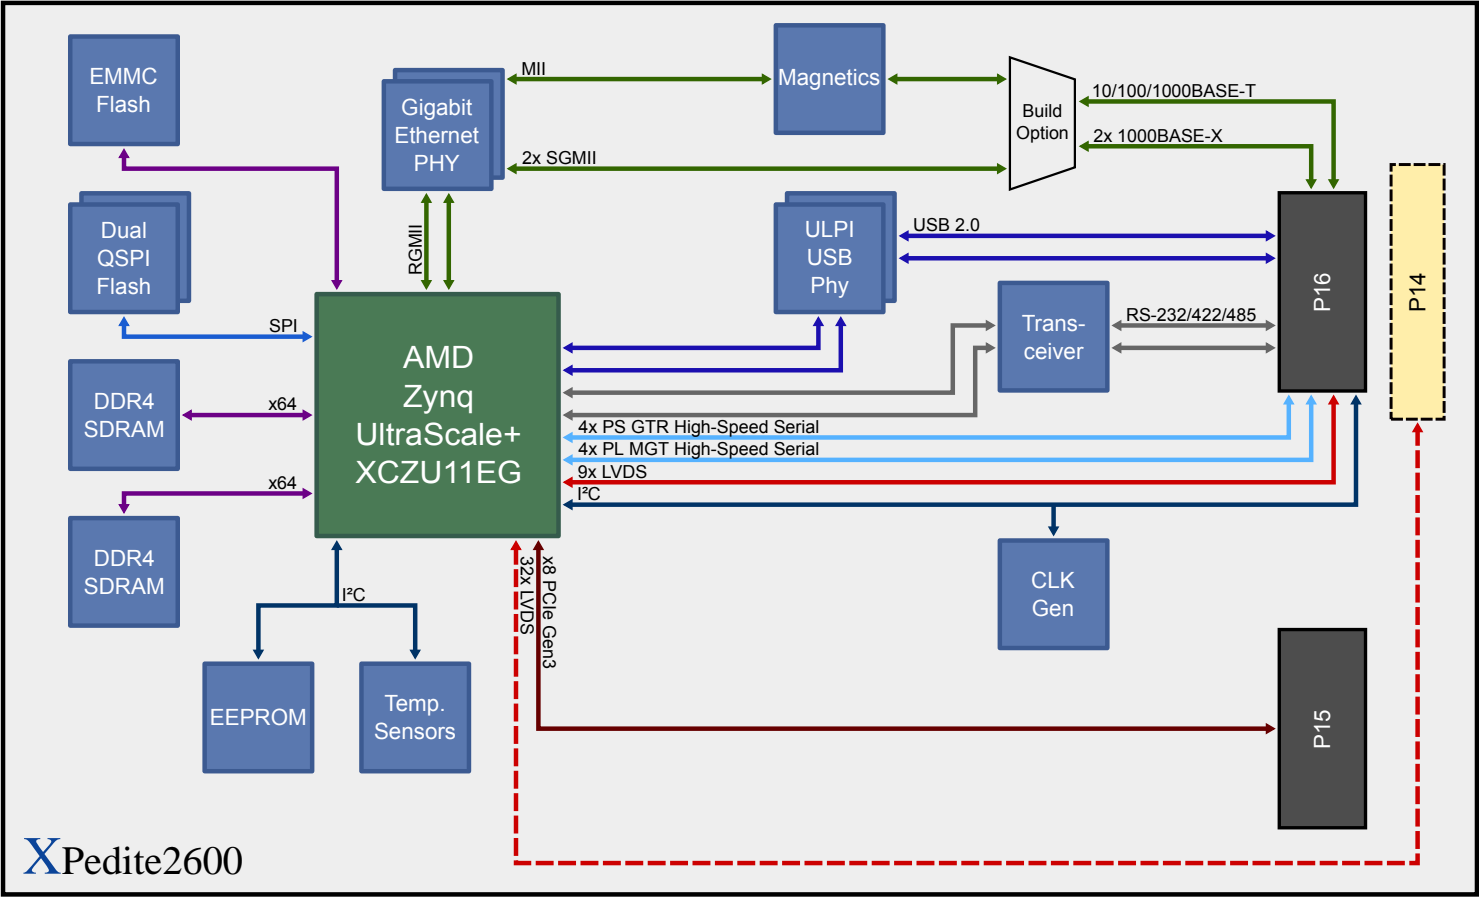 EMMC
Flash
MII
Magnetics
Gigabit
Ethernet
PHY
2x SGMII
Build
Option
10/100/1000BASE-T
2x 1000BASE-X
Dual
QSPI
Flash
RGMII
ULPI
USB
Phy
USB 2.0
P16
P14
SPI
Trans-
ceiver
RS-232/422/485
AMD
Zynq
UltraScale+
XCZU11EG
DDR4
SDRAM
x64
4x PS GTR High-Speed Serial
4x PL MGT High-Speed Serial
9x LVDS
I²C
x64
DDR4
SDRAM
CLK
Gen
I²C
x8 PCIe Gen3
32x LVDS
EEPROM
Temp.
Sensors
P15
XPedite2600